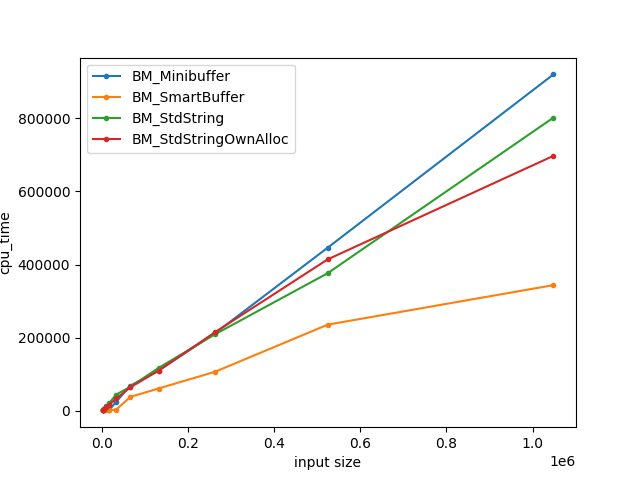 BM_Minibuffer
BM_SmartBuffer
BM_StdString
BM_StdStringOwnAlloc
800000
600000
400000
200000
0
cpu_time
0.0 0.2 0.4 0.6 0.8 1.0
1e6
input size